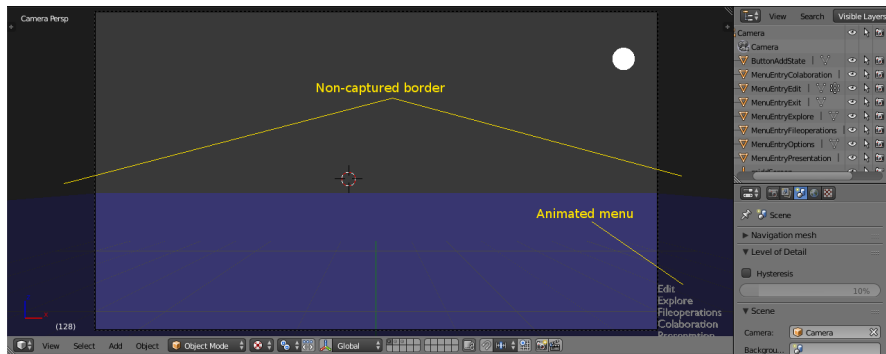 Camera Persp
Non-captured border
Animated menu
Edit
Explore
Fileoperations
Colaboration
Presentation
(128)
View Select Add Object Object Mode Global
View Search Visible Layers
Camera
Camera
ButtonAddState
MenuEntryColaboration
MenuEntryEdit
MenuEntryExit
MenuEntryExplore
MenuEntryFileoperations
MenuEntryOptions
MenuEntryPresentation
Scene
Navigation mesh
Level of Detail
Hysteresis
10%
Scene
Camera: Camera
Backgrou...